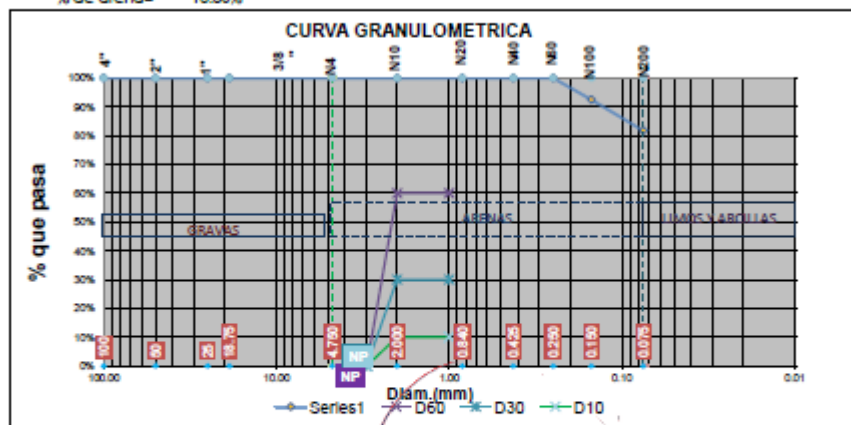 CURVA GRANULOMETRICA
4" 2" 1" 3/8" N4 N10 N20 N40 N60 N100 N200
100%
90%
80%
70%
60%
50%
40%
30%
20%
10%
0%
% que pasa
GRAVAS
ARENAS
LIMOS Y ARCILLAS
100 50 25 18.75 4.750 2.000 0.840 0.425 0.250 0.150 0.075
NP
NP
100.00 10.00 1.00 0.10 0.01
Diam.(mm)
Series1 D60 D30 D10